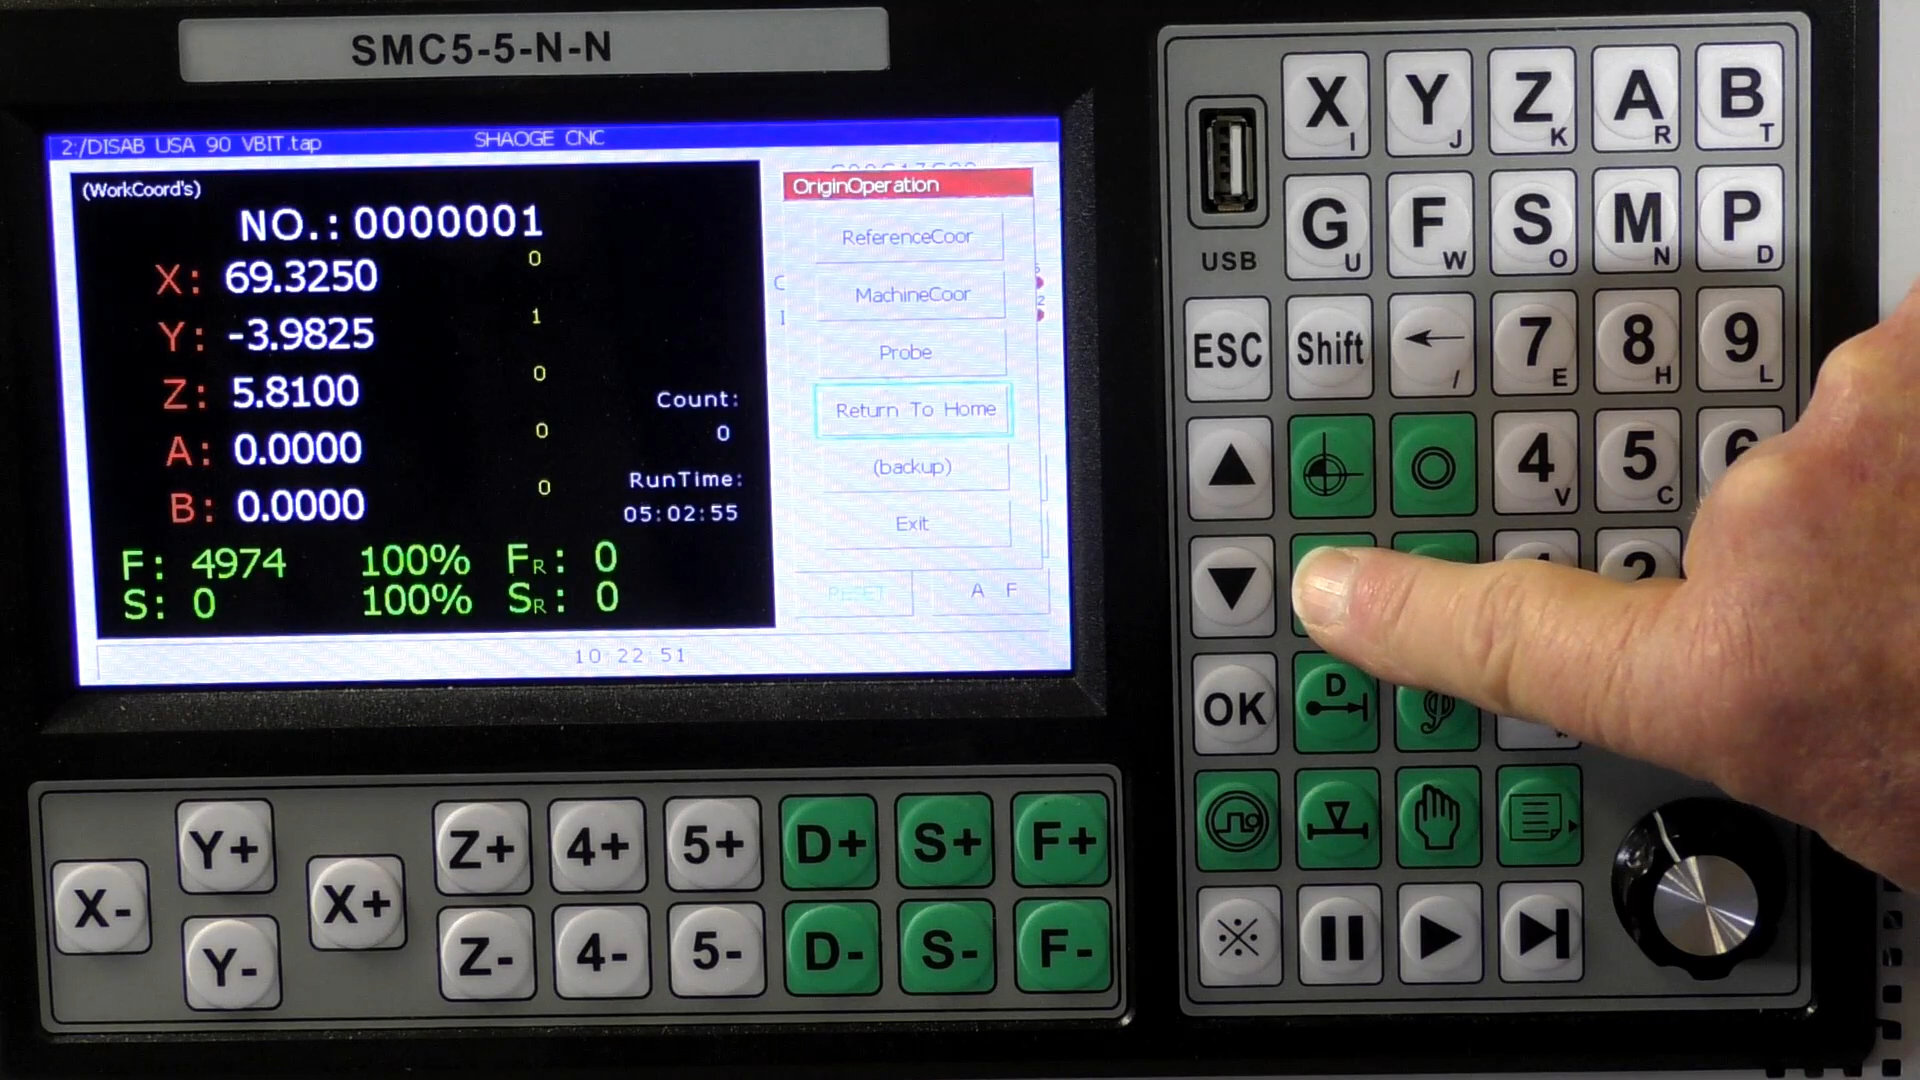 SMC5-5-N-N
2:/DISAB USA 90 VBIT.tap
SHAOGE CNC
(WorkCoord's)
NO.: 0000001
X: 69.3250 0
Y: -3.9825 1
Z: 5.8100 0
A: 0.0000 0
B: 0.0000 0
Count:
0
RunTime:
05:02:55
F: 4974 100% FR: 0
S: 0 100% SR: 0
10:22:51
OriginOperation
ReferenceCoor
MachineCoor
Probe
Return To Home
(backup)
Exit
RESET
A F
USB
X I
Y J
Z K
A R
B T
G U
F W
S O
M N
P D
ESC
Shift
/
7 E
8 H
9 L
4 V
5 C
6
2
OK
D
X-
Y+
Y-
X+
Z+
4+
5+
D+
S+
F+
Z-
4-
5-
D-
S-
F-